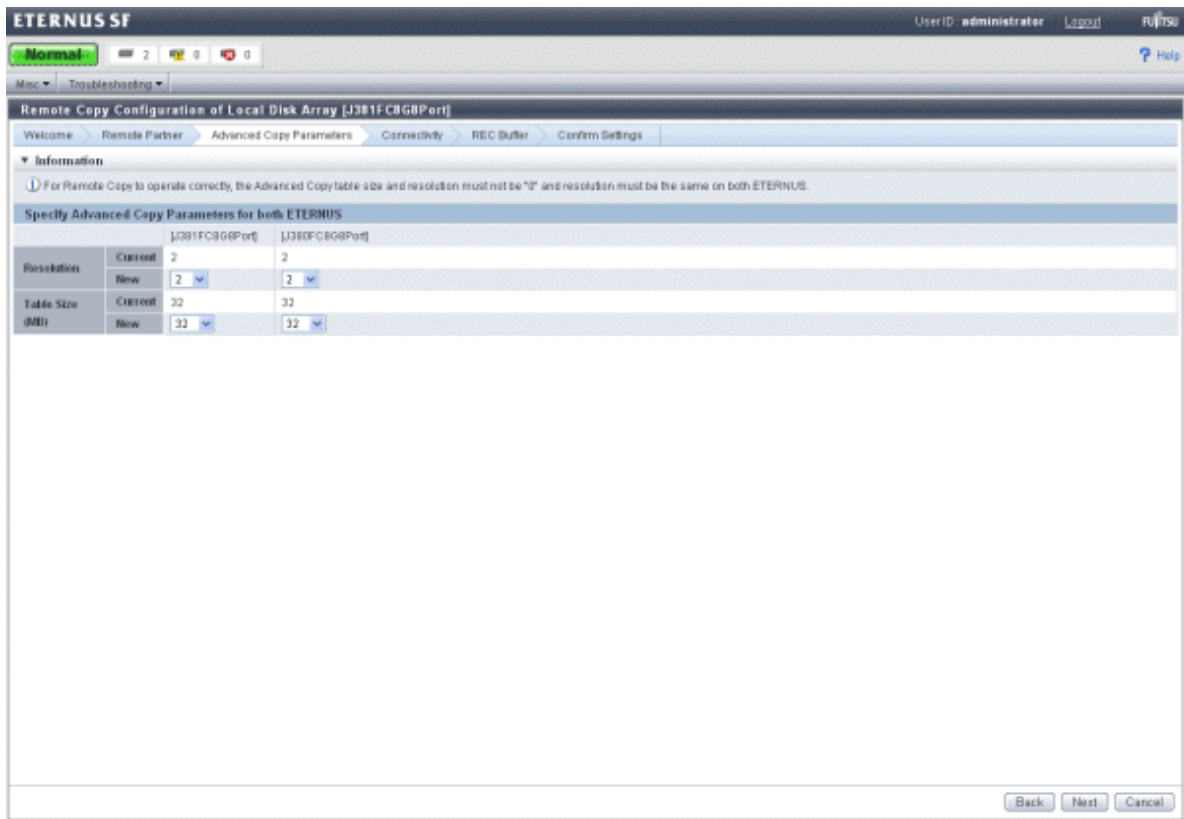 ETERNUS SF UserID: administrator Logout FUJITSU
Normal 2 0 0 ? Help
Misc Troubleshooting
Remote Copy Configuration of Local Disk Array [J381FC8G8Port]
Welcome Remote Partner Advanced Copy Parameters Connectivity REC Buffer Confirm Settings
Information
For Remote Copy to operate correctly, the Advanced Copy table size and resolution must not be "0" and resolution must be the same on both ETERNUS.
Specify Advanced Copy Parameters for both ETERNUS
[J381FC8G8Port] [J380FC8G8Port]
Resolution Current 2 2
New 2 2
Table Size (MB) Current 32 32
New 32 32
Back Next Cancel